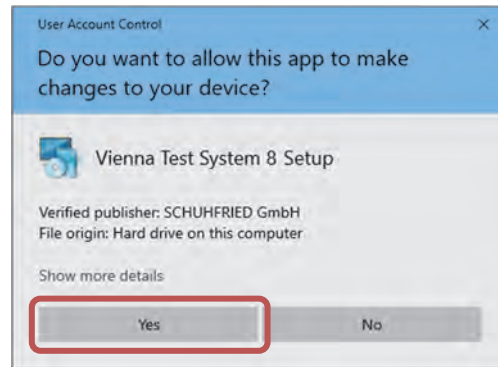 User Account Control
Do you want to allow this app to make
changes to your device?
Vienna Test System 8 Setup
Verified publisher: SCHUHFRIED GmbH
File origin: Hard drive on this computer
Show more details
Yes No